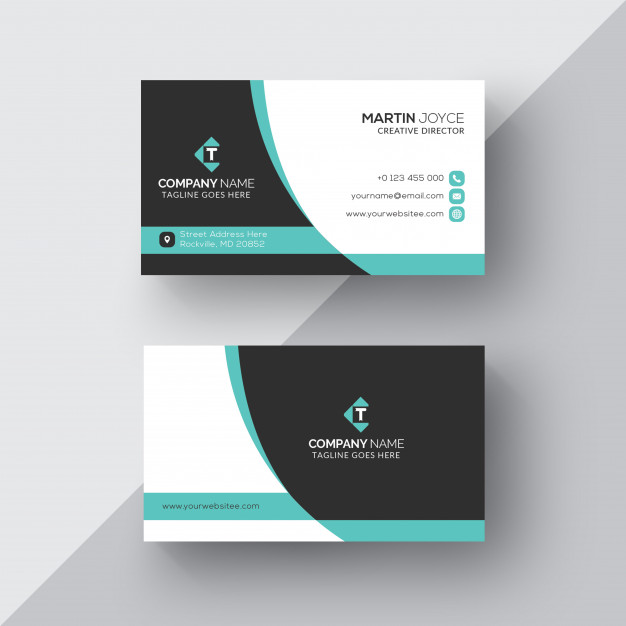 MARTIN JOYCE
CREATIVE DIRECTOR
T
COMPANY NAME
TAGLINE GOES HERE
+0 123 455 000
yourname@email.com
www.yourwebsitee.com
Street Address Here
Rockville, MD 20852
T
COMPANY NAME
TAGLINE GOES HERE
www.yourwebsitee.com